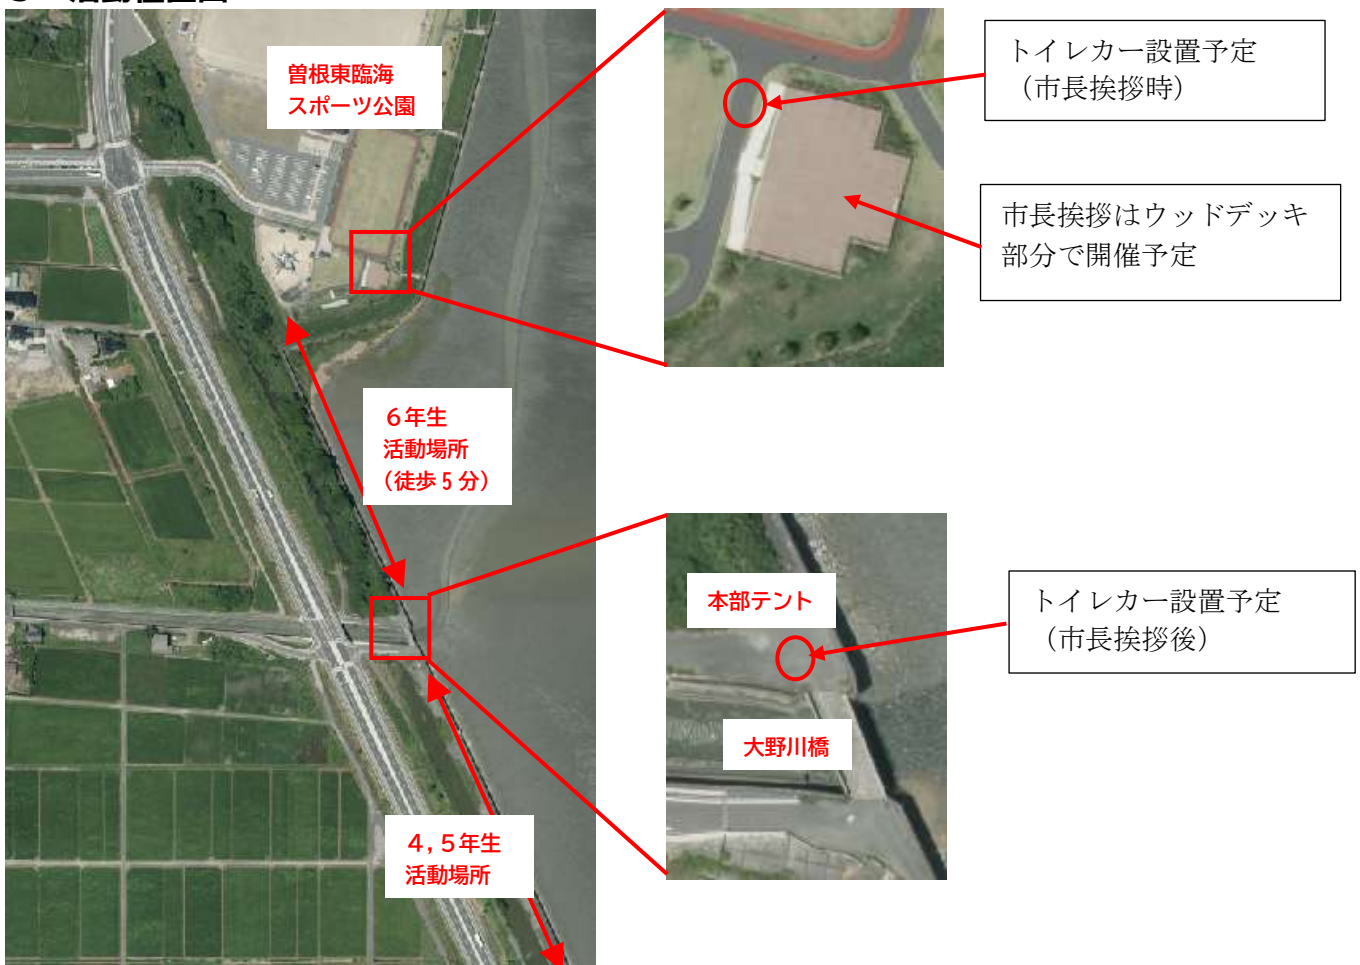 曽根東臨海
スポーツ公園
トイレカー設置予定
（市長挨拶時）
市長挨拶はウッドデッキ
部分で開催予定
６年生
活動場所
（徒歩５分）
本部テント
トイレカー設置予定
（市長挨拶後）
大野川橋
４，５年生
活動場所